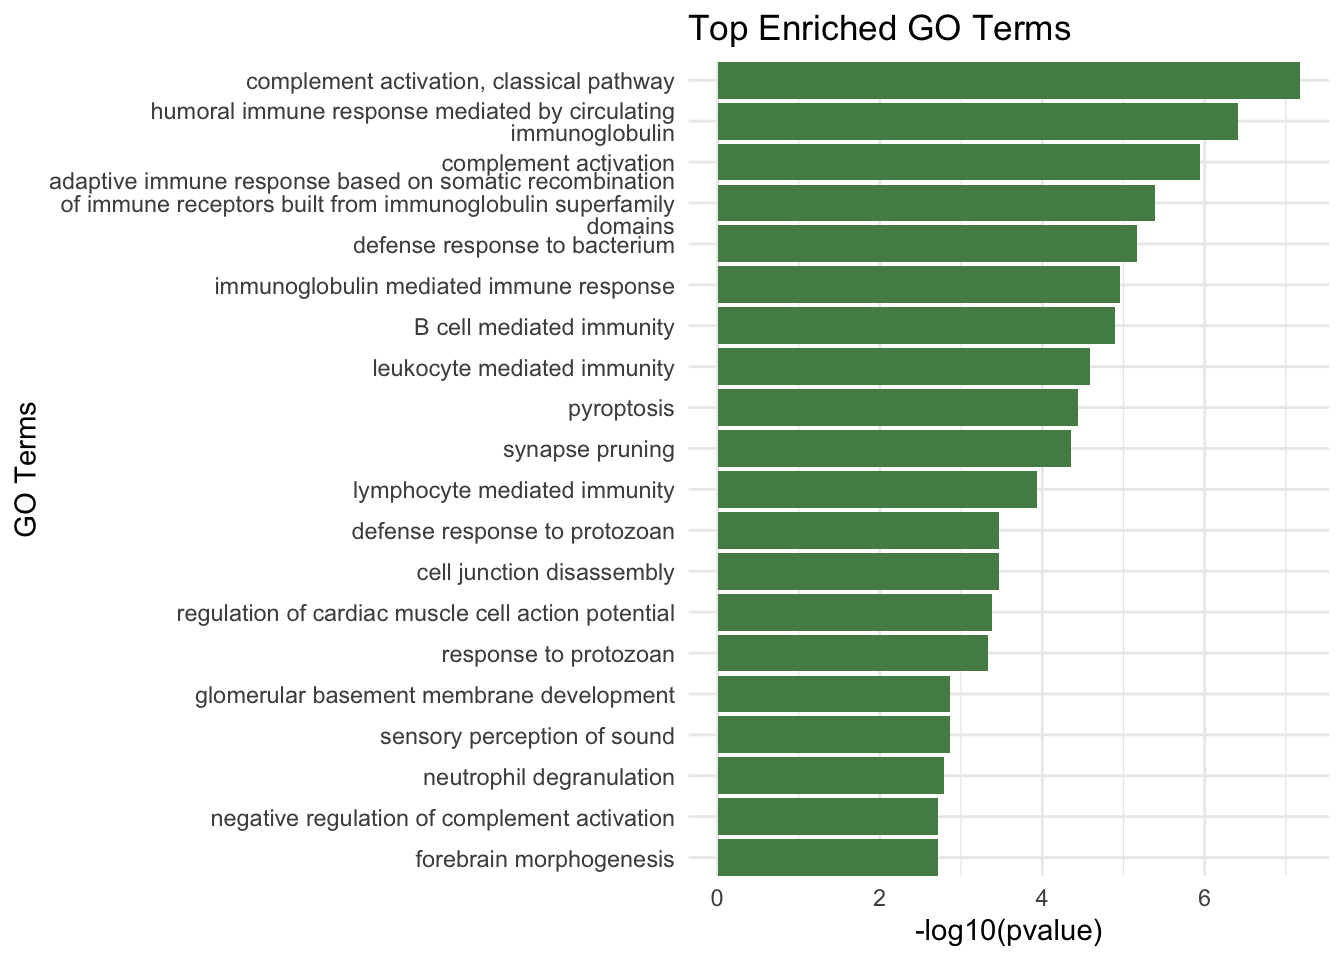 Top Enriched GO Terms
complement activation, classical pathway
humoral immune response mediated by circulating
immunoglobulin
complement activation
adaptive immune response based on somatic recombination
of immune receptors built from immunoglobulin superfamily
domains
defense response to bacterium
immunoglobulin mediated immune response
B cell mediated immunity
leukocyte mediated immunity
pyroptosis
synapse pruning
lymphocyte mediated immunity
defense response to protozoan
cell junction disassembly
regulation of cardiac muscle cell action potential
response to protozoan
glomerular basement membrane development
sensory perception of sound
neutrophil degranulation
negative regulation of complement activation
forebrain morphogenesis
GO Terms
0 2 4 6
-log10(pvalue)